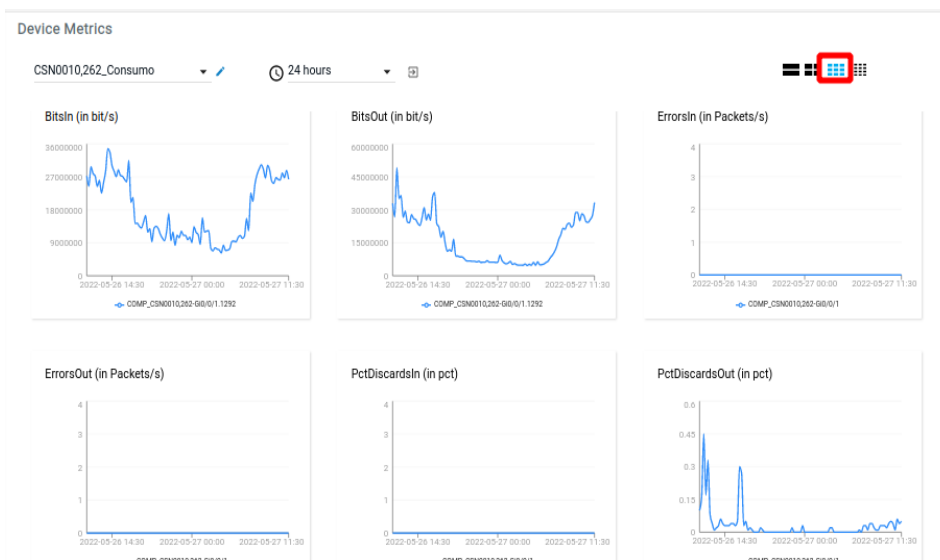 Device Metrics
CSN0010,262_Consumo
24 hours
BitsIn (in bit/s)
BitsOut (in bit/s)
ErrorsIn (in Packets/s)
36000000
27000000
18000000
9000000
0
2022-05-26 14:30 2022-05-27 00:00 2022-05-27 11:30
COMP_CSN0010,262-GI0/0/1.1292
60000000
45000000
30000000
15000000
0
2022-05-26 14:30 2022-05-27 00:00 2022-05-27 11:30
COMP_CSN0010,262-GI0/0/1.1292
4
3
2
1
0
2022-05-26 14:30 2022-05-27 00:00 2022-05-27 11:30
COMP_CSN0010,262-GI0/0/1
ErrorsOut (in Packets/s)
PctDiscardsIn (in pct)
PctDiscardsOut (in pct)
4
3
2
1
0
2022-05-26 14:30 2022-05-27 00:00 2022-05-27 11:30
4
3
2
1
0
2022-05-26 14:30 2022-05-27 00:00 2022-05-27 11:30
0.6
0.45
0.3
0.15
0
2022-05-26 14:30 2022-05-27 00:00 2022-05-27 11:30